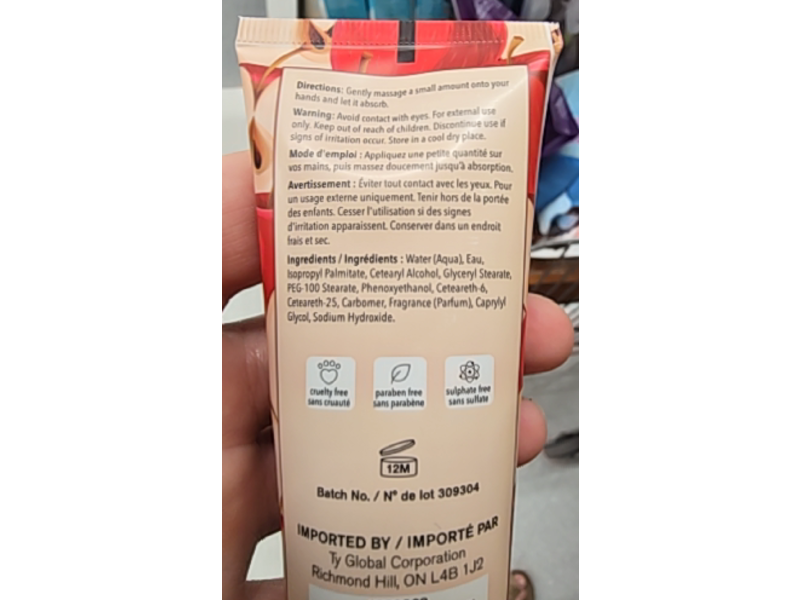 Directions: Gently massage a small amount onto your
hands and let it absorb.
Warning: Avoid contact with eyes. For external use
only. Keep out of reach of children. Discontinue use if
signs of irritation occur. Store in a cool dry place.
Mode d'emploi : Appliquez une petite quantité sur
vos mains, puis massez doucement jusqu'à absorption.
Avertissement : Éviter tout contact avec les yeux. Pour
un usage externe uniquement. Tenir hors de la portée
des enfants. Cesser l'utilisation si des signes
d'irritation apparaissent. Conserver dans un endroit
frais et sec.
Ingredients / Ingrédients : Water (Aqua), Eau,
Isopropyl Palmitate, Cetearyl Alcohol, Glyceryl Stearate,
PEG-100 Stearate, Phenoxyethanol, Ceteareth-6,
Ceteareth-25, Carbomer, Fragrance (Parfum), Caprylyl
Glycol, Sodium Hydroxide.
cruelty free
sans cruauté
paraben free
sans parabène
sulphate free
sans sulfate
12M
Batch No. / N° de lot 309304
IMPORTED BY / IMPORTÉ PAR
Ty Global Corporation
Richmond Hill, ON L4B 1J2